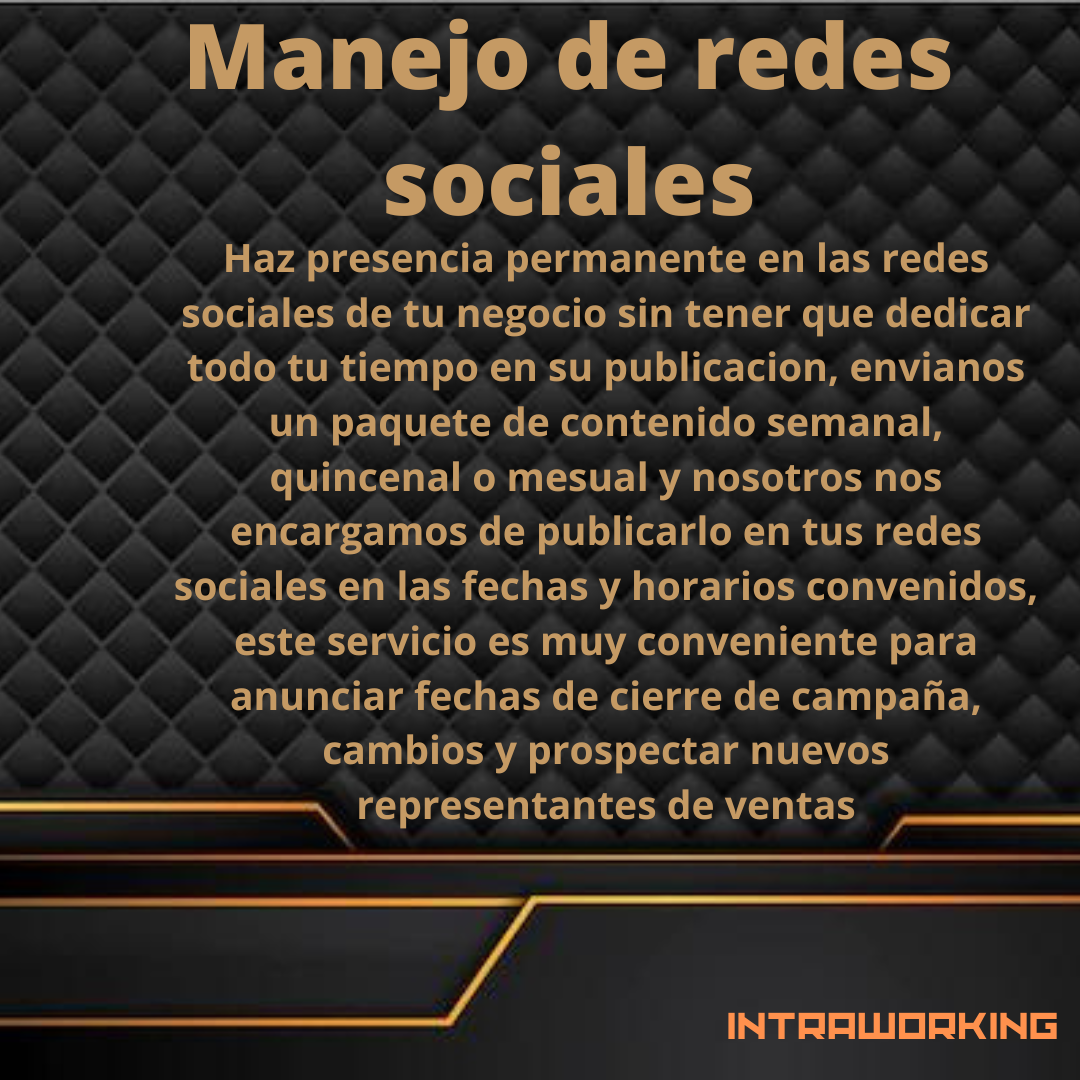 Manejo de redes
sociales
Haz presencia permanente en las redes
sociales de tu negocio sin tener que dedicar
todo tu tiempo en su publicacion, envianos
un paquete de contenido semanal,
quincenal o mesual y nosotros nos
encargamos de publicarlo en tus redes
sociales en las fechas y horarios convenidos,
este servicio es muy conveniente para
anunciar fechas de cierre de campaña,
cambios y prospectar nuevos
representantes de ventas
INTRAWORKING